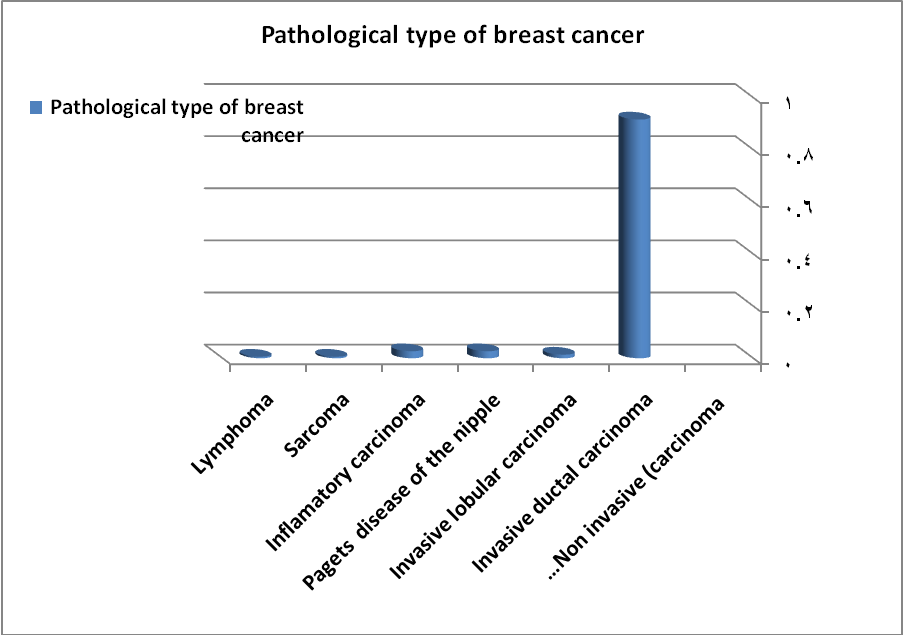 Pathological type of breast cancer
Pathological type of breast
cancer
١
٠.٨
٠.٦
٠.٤
٠.٢
٠
Lymphoma
Sarcoma
Inflamatory carcinoma
Pagets disease of the nipple
Invasive lobular carcinoma
Invasive ductal carcinoma
...Non invasive (carcinoma